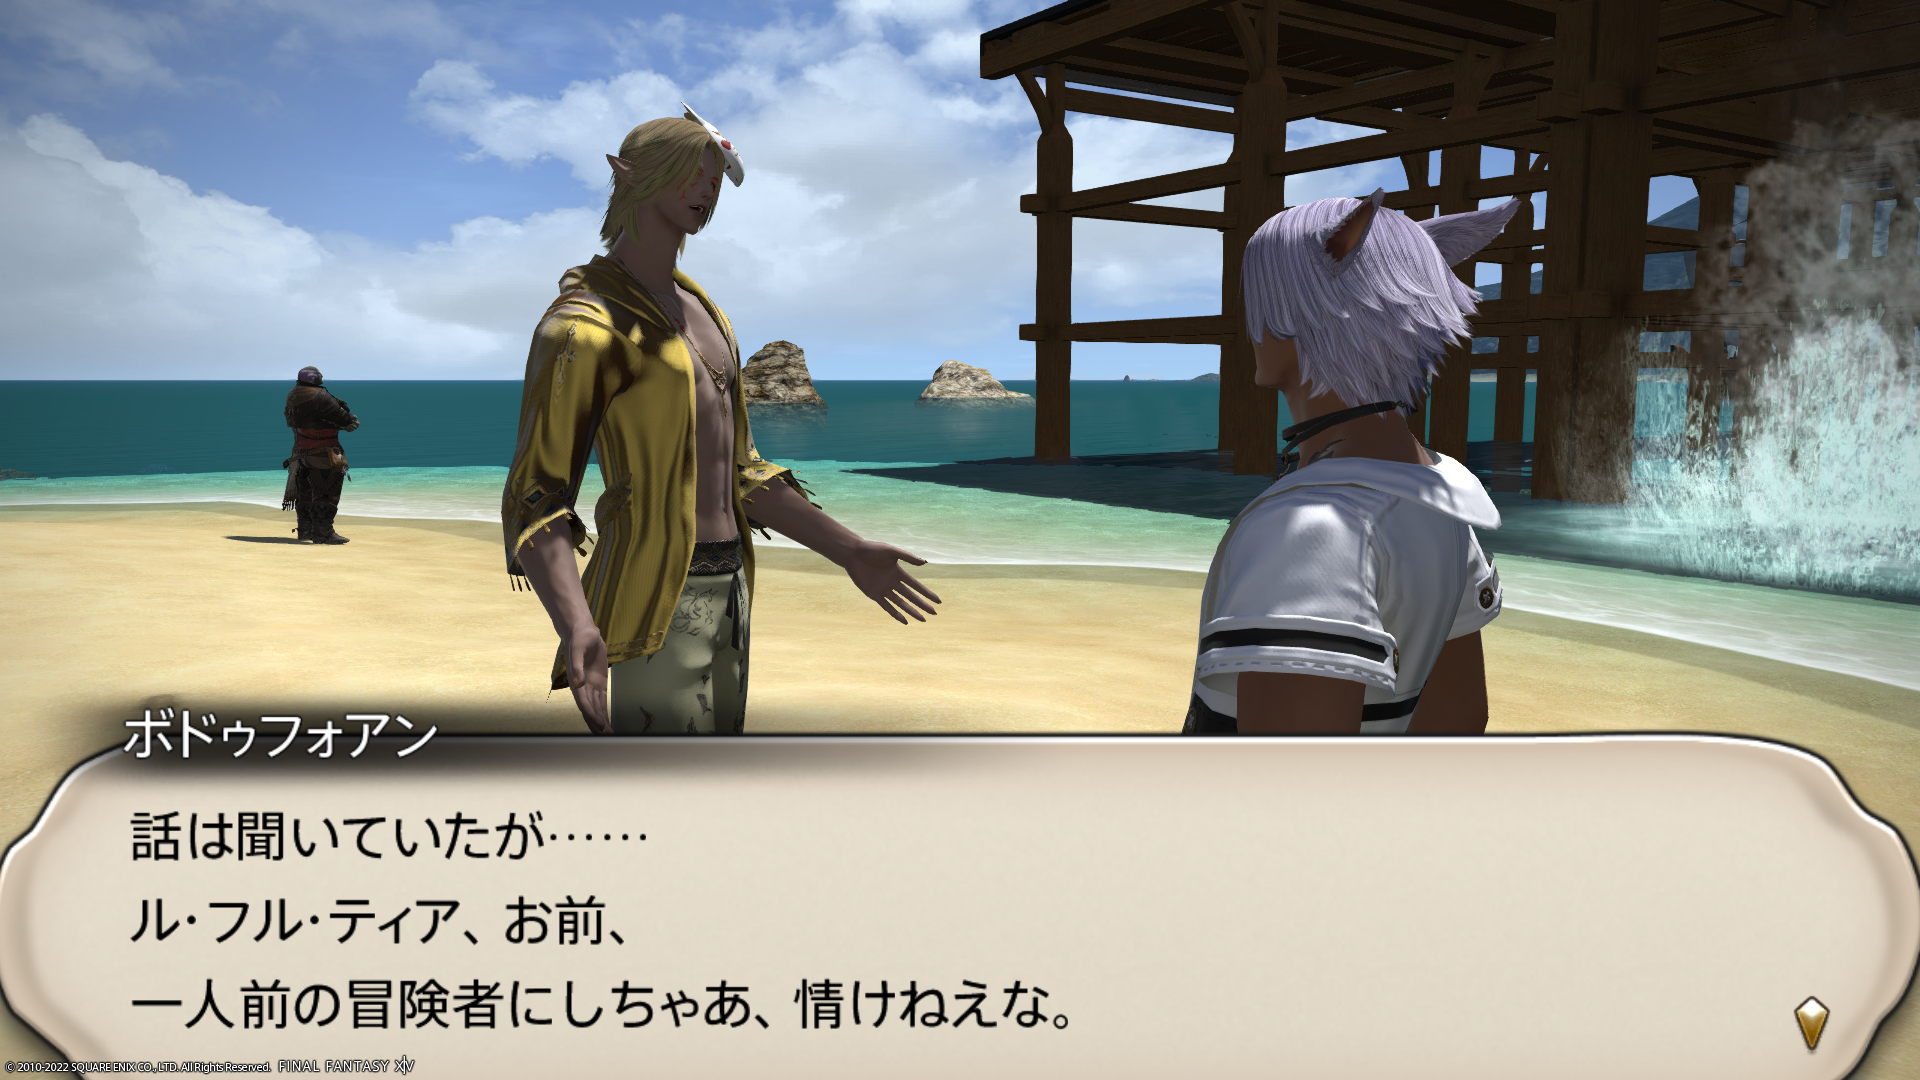 ボドゥフォアン
話は聞いていたが……
ル・フル・ティア、お前、
一人前の冒険者にしちゃあ、情けねえな。
© 2010-2022 SQUARE ENIX CO., LTD. All Rights Reserved. FINAL FANTASY XIV